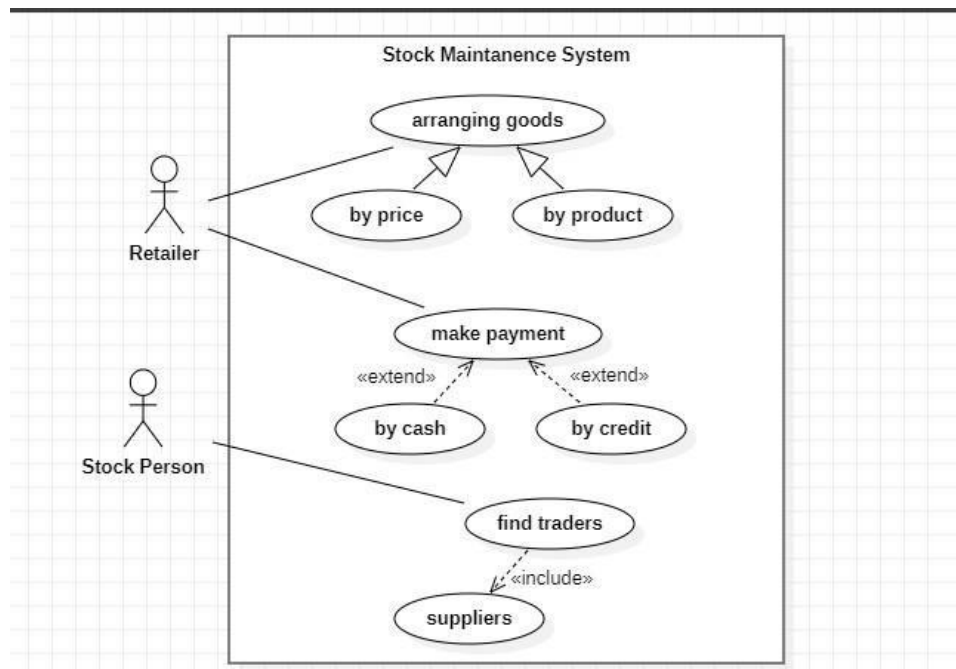 Stock Maintanence System
arranging goods
by price
by product
Retailer
make payment
«extend»
«extend»
by cash
by credit
Stock Person
find traders
«include»
suppliers